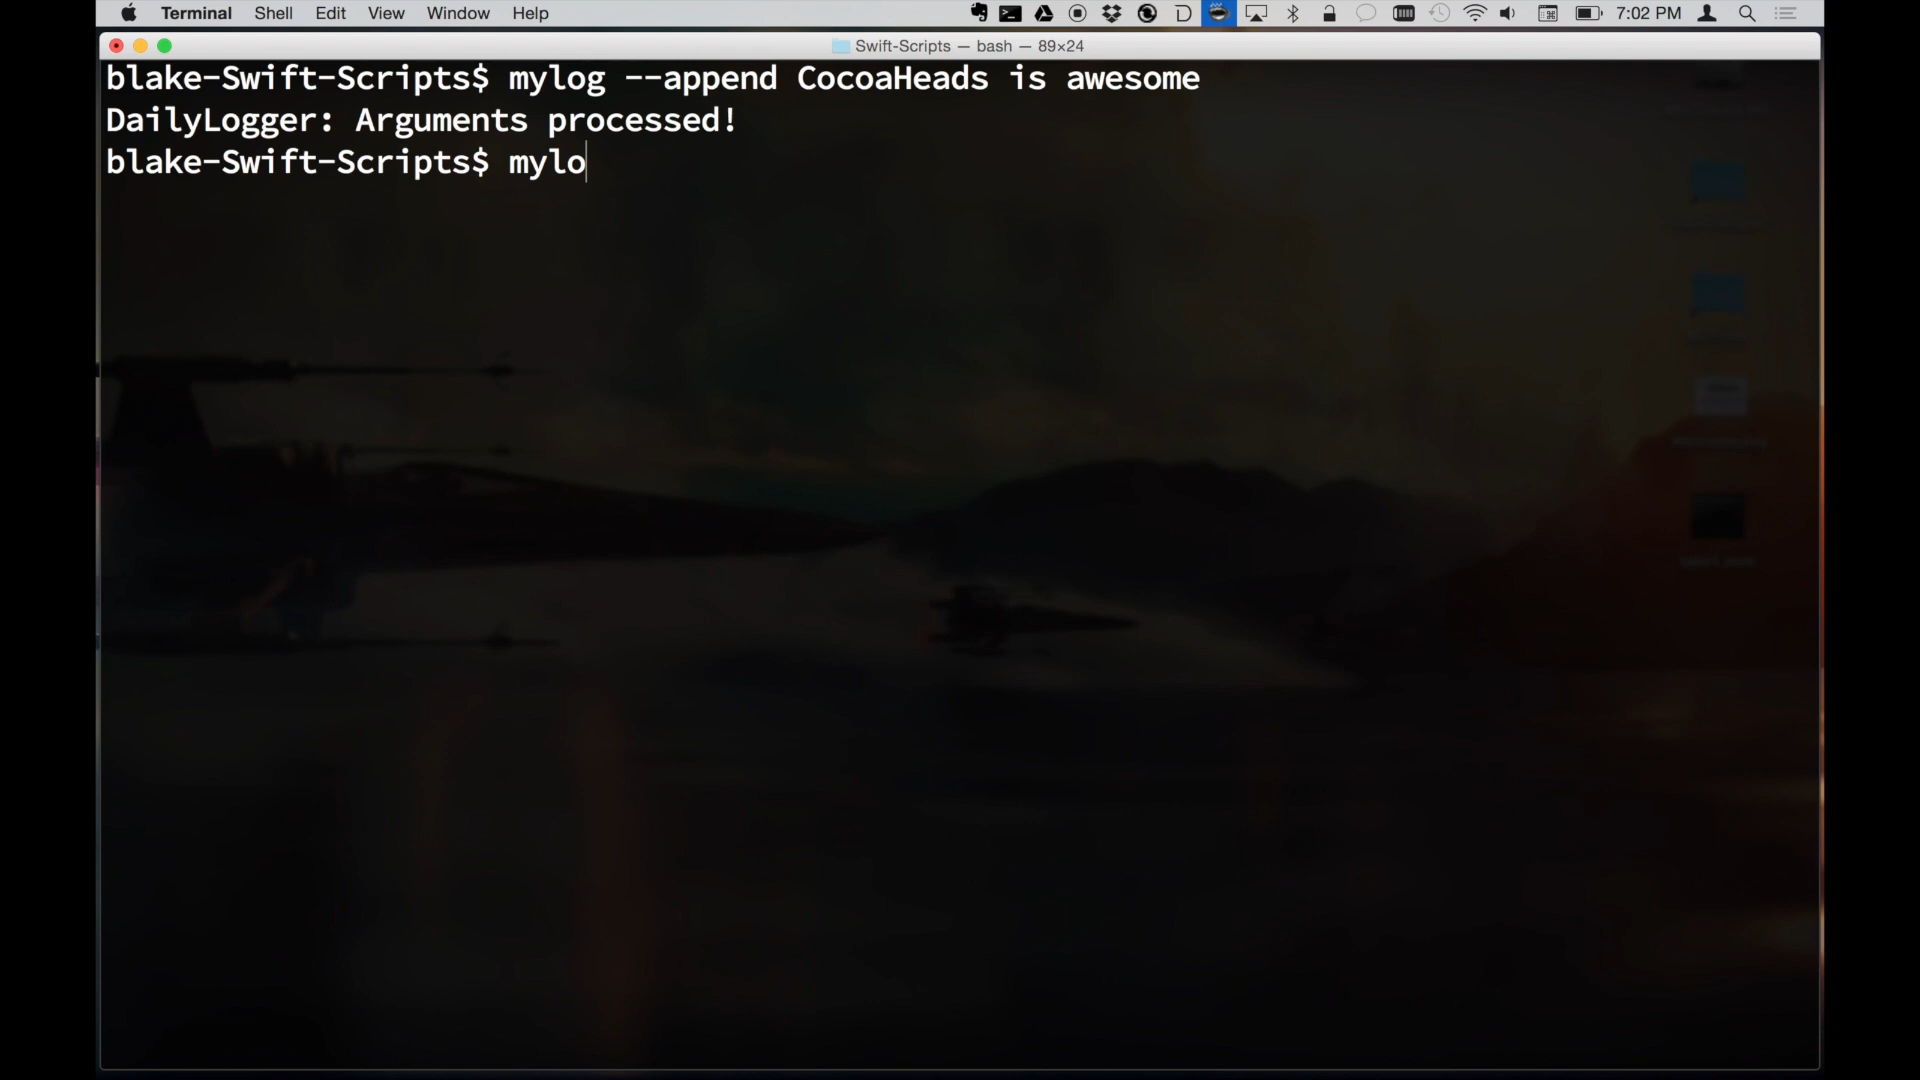 Terminal Shell Edit View Window Help 7:02 PM
Swift-Scripts — bash — 89×24
blake-Swift-Scripts$ mylog --append CocoaHeads is awesome
DailyLogger: Arguments processed!
blake-Swift-Scripts$ mylo